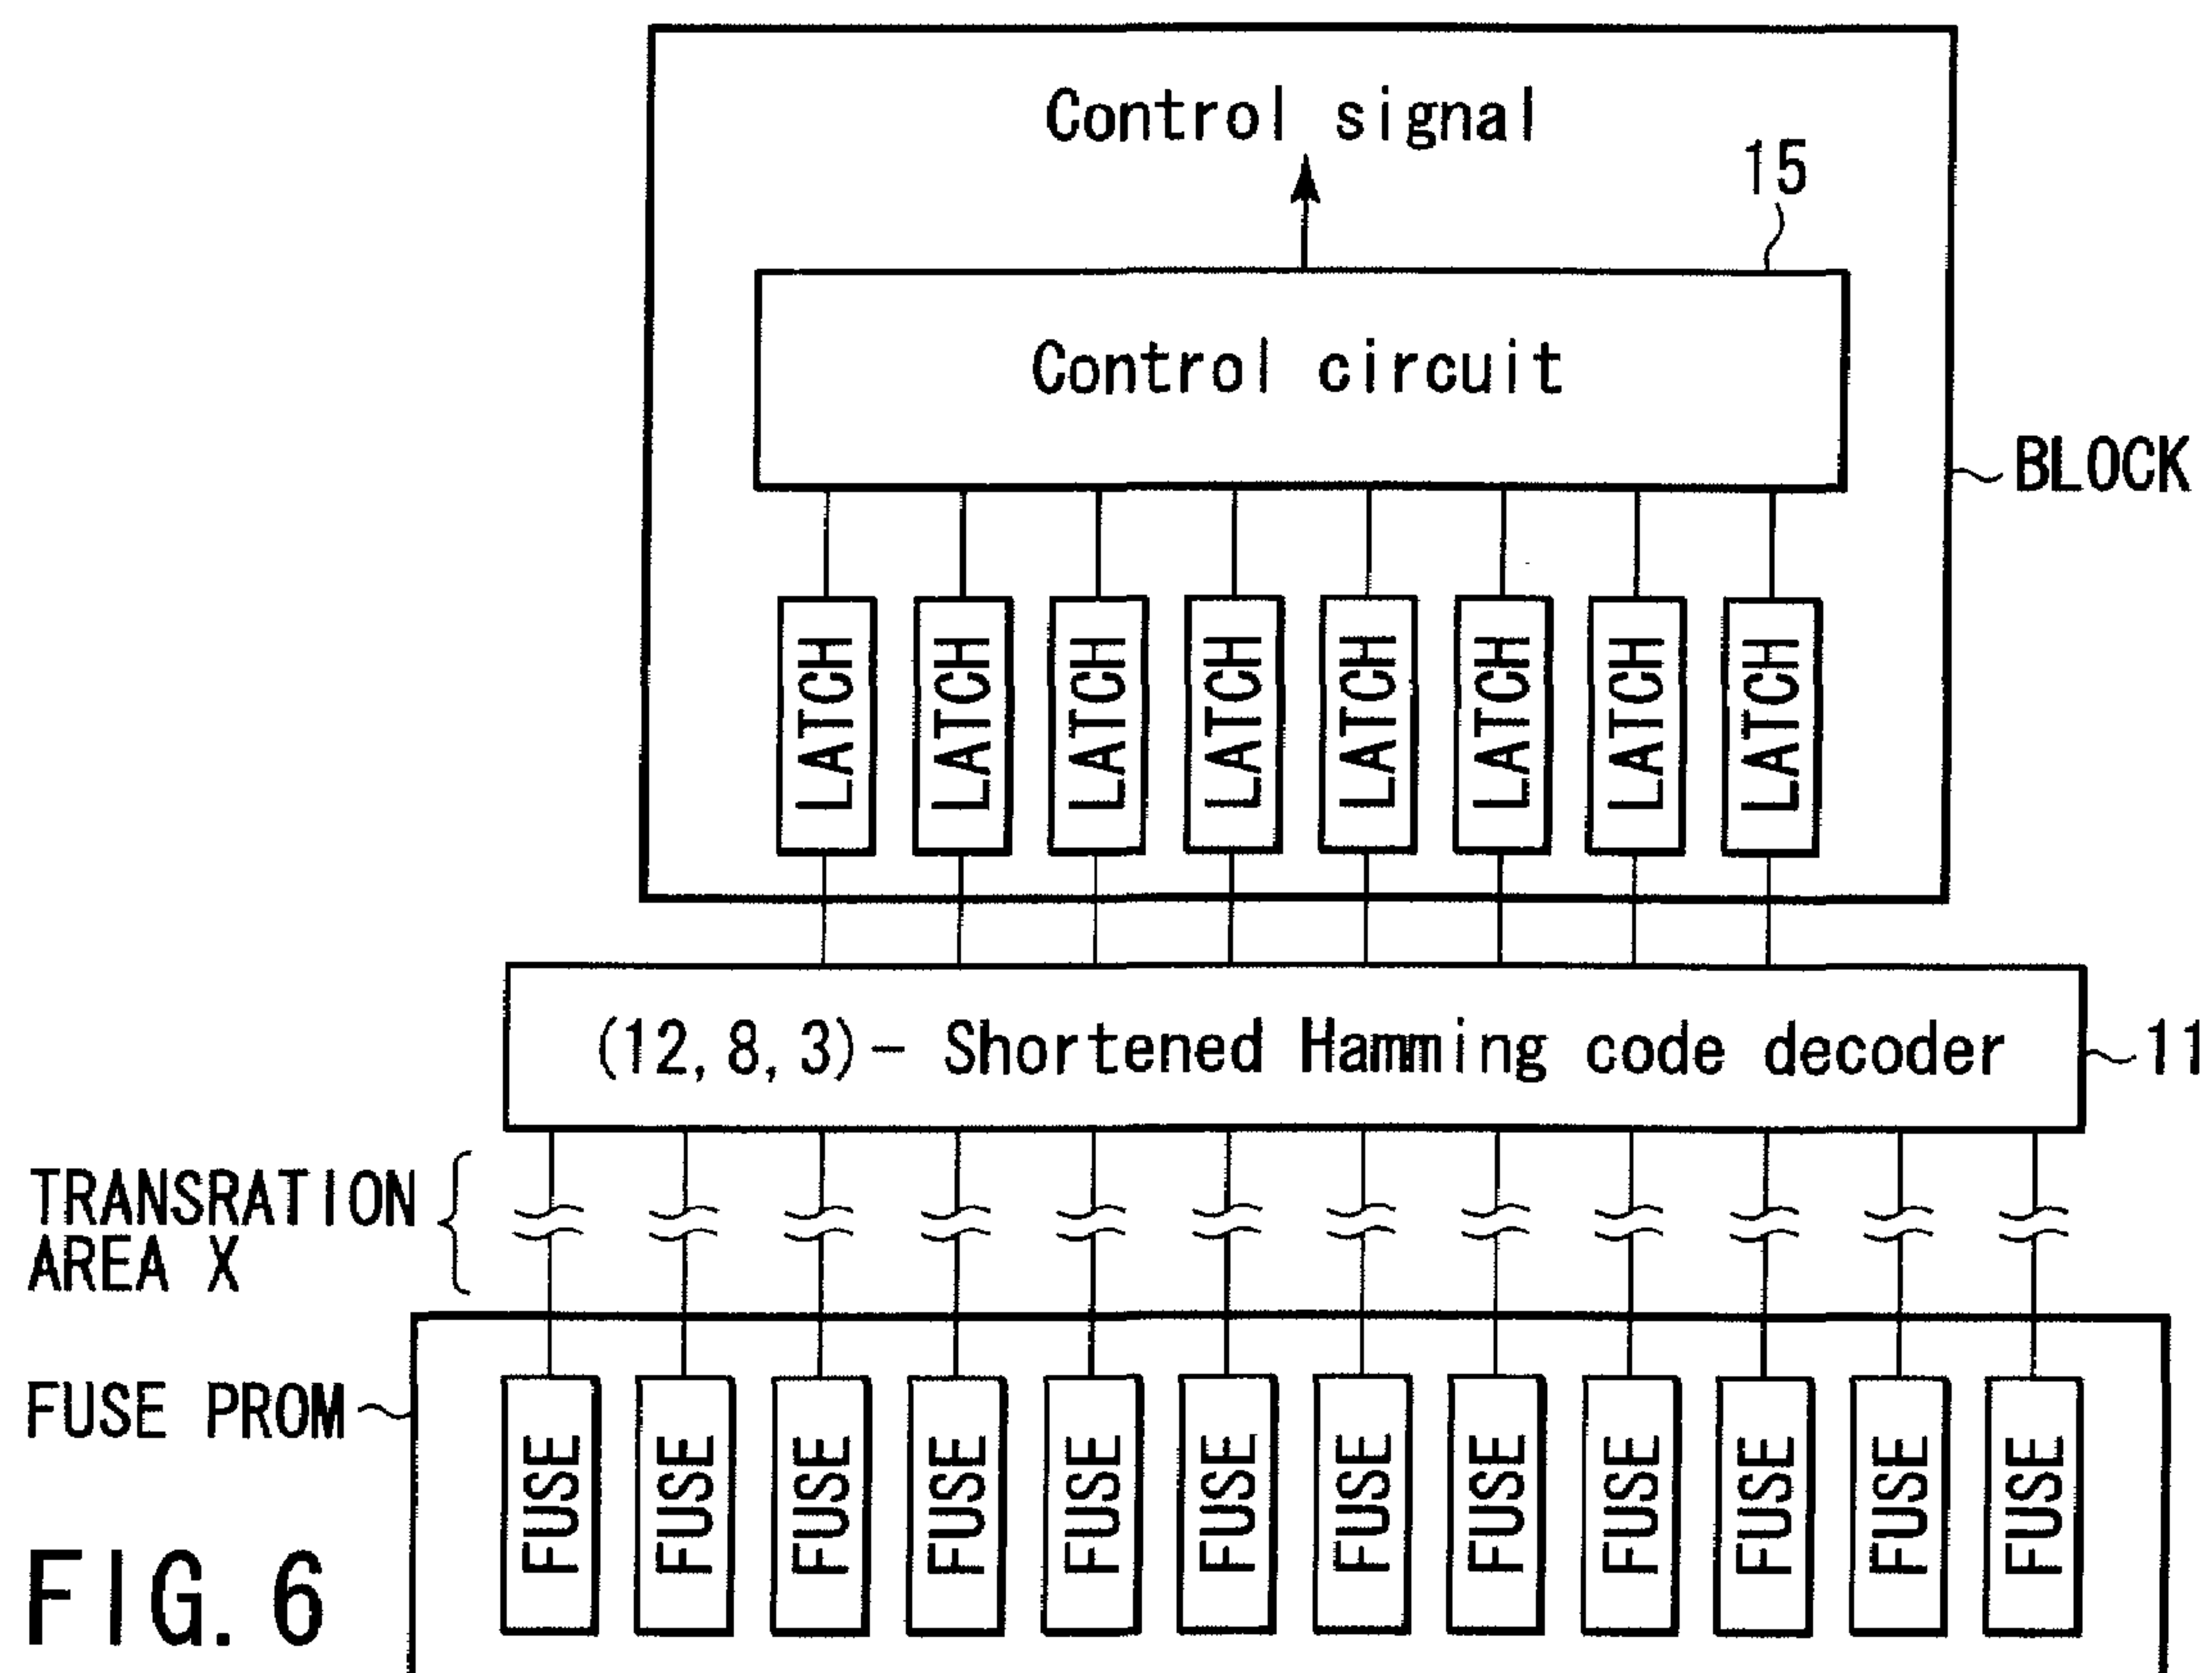 Control signal
15
Control circuit
BLOCK
LATCH
LATCH
LATCH
LATCH
LATCH
LATCH
LATCH
LATCH
(12,8,3)- Shortened Hamming code decoder
11
TRANSRATION
AREA X
FUSE PROM
FUSE
FUSE
FUSE
FUSE
FUSE
FUSE
FUSE
FUSE
FUSE
FUSE
FUSE
FUSE
FIG. 6